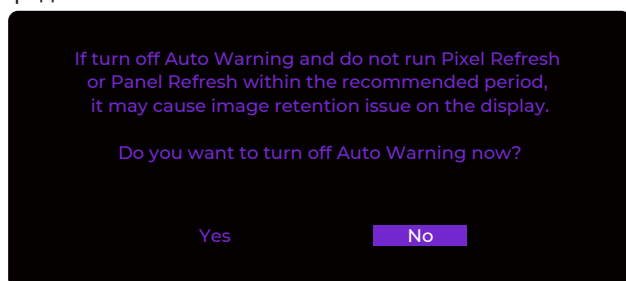 If turn off Auto Warning and do not run Pixel Refresh
or Panel Refresh within the recommended period,
it may cause image retention issue on the display.
Do you want to turn off Auto Warning now?
Yes No